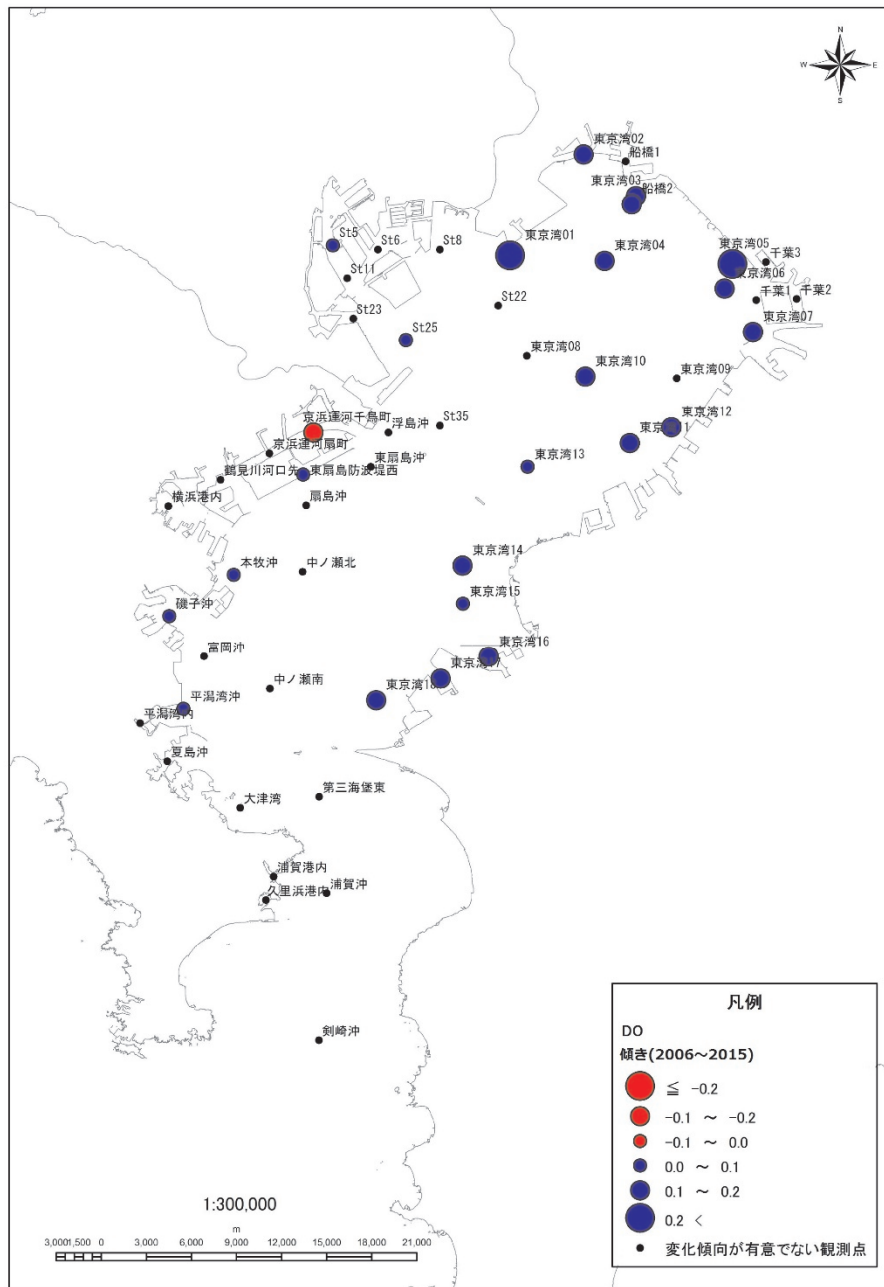 N
W
E
S
東京湾02
船橋1
東京湾03
船橋2
St5
St6
St8
東京湾01
東京湾04
東京湾05
千葉3
東京湾06
St11
千葉1
千葉2
St22
St23
St25
東京湾07
東京湾08
東京湾10
東京湾09
京浜運河千鳥町
浮島沖
St35
東京湾12
東京湾11
京浜運河扇町
東扇島沖
東京湾13
鶴見川河口先
東扇島防波堤西
横浜港内
扇島沖
本牧沖
中ノ瀬北
東京湾14
東京湾15
磯子沖
富岡沖
東京湾16
東京湾17
中ノ瀬南
東京湾18
平潟湾沖
平潟湾内
夏島沖
大津湾
第三海堡東
浦賀港内
久里浜港内
浦賀沖
剣崎沖
凡例
DO
傾き(2006～2015)
≦ -0.2
-0.1 ～ -0.2
-0.1 ～ 0.0
0.0 ～ 0.1
0.1 ～ 0.2
0.2 <
変化傾向が有意でない観測点
1:300,000
m
3,000 1,500 0 3,000 6,000 9,000 12,000 15,000 18,000 21,000